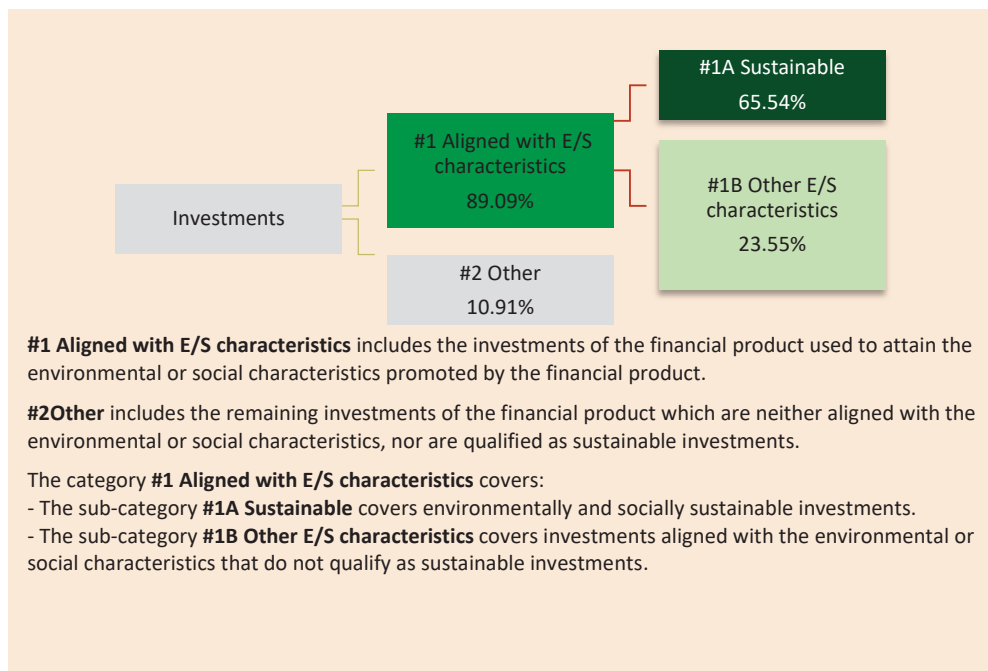 #1A Sustainable
65.54%
#1 Aligned with E/S
characteristics
89.09%
#1B Other E/S
characteristics
23.55%
Investments
#2 Other
10.91%
#1 Aligned with E/S characteristics includes the investments of the financial product used to attain the
environmental or social characteristics promoted by the financial product.
#2Other includes the remaining investments of the financial product which are neither aligned with the
environmental or social characteristics, nor are qualified as sustainable investments.
The category #1 Aligned with E/S characteristics covers:
- The sub-category #1A Sustainable covers environmentally and socially sustainable investments.
- The sub-category #1B Other E/S characteristics covers investments aligned with the environmental or
social characteristics that do not qualify as sustainable investments.